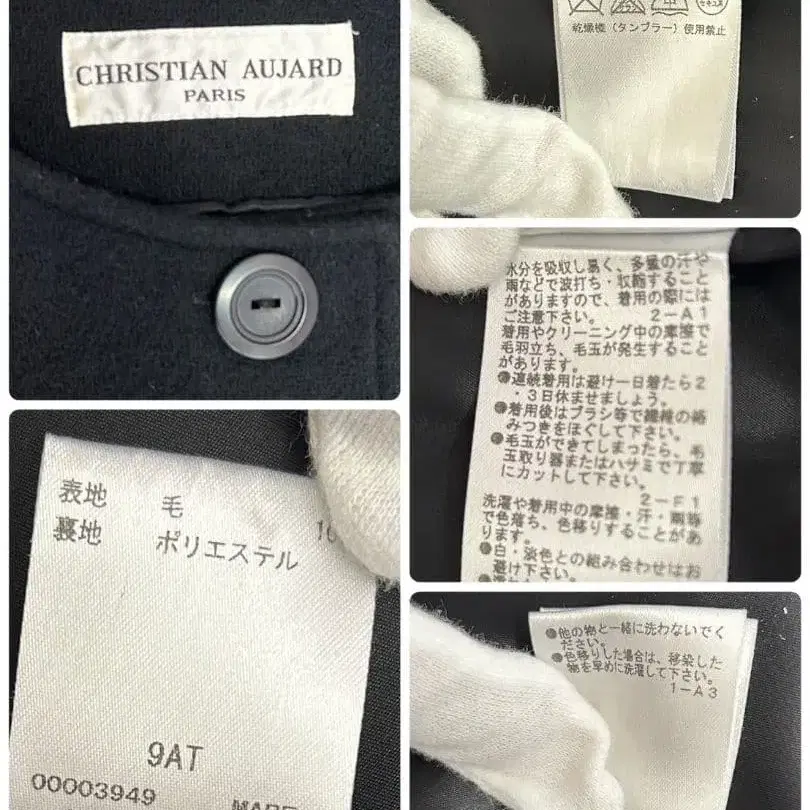 CHRISTIAN AUJARD
PARIS
乾燥機(タンブラー)使用禁止
水分を吸収し易く、多量の汗や
雨などで波打ち・収縮すること
がありますので、着用の際には
ご注意下さい。 2-A1
着用やクリーニング中の摩擦で
毛羽立ち、毛玉が発生すること
があります。
●連続着用は避け一日着たら2
・3日休ませましょう。
●着用後はブラシ等で繊維の絡
みつきをほぐして下さい。
●毛玉ができてしまったら、毛
玉取り器またはハサミで丁寧
にカットして下さい。
2-F1
洗濯や着用中の摩擦・汗・雨等
で色落ち、色移りすることがあ
ります。
●白・淡色との組み合わせはお
避け下さい。
表地 毛
裏地 ポリエステル
9AT
00003949
●他の物と一緒に洗わないでく
ださい。
●色移りした場合は、移染した
物を早めに洗濯して下さい。
1-A3